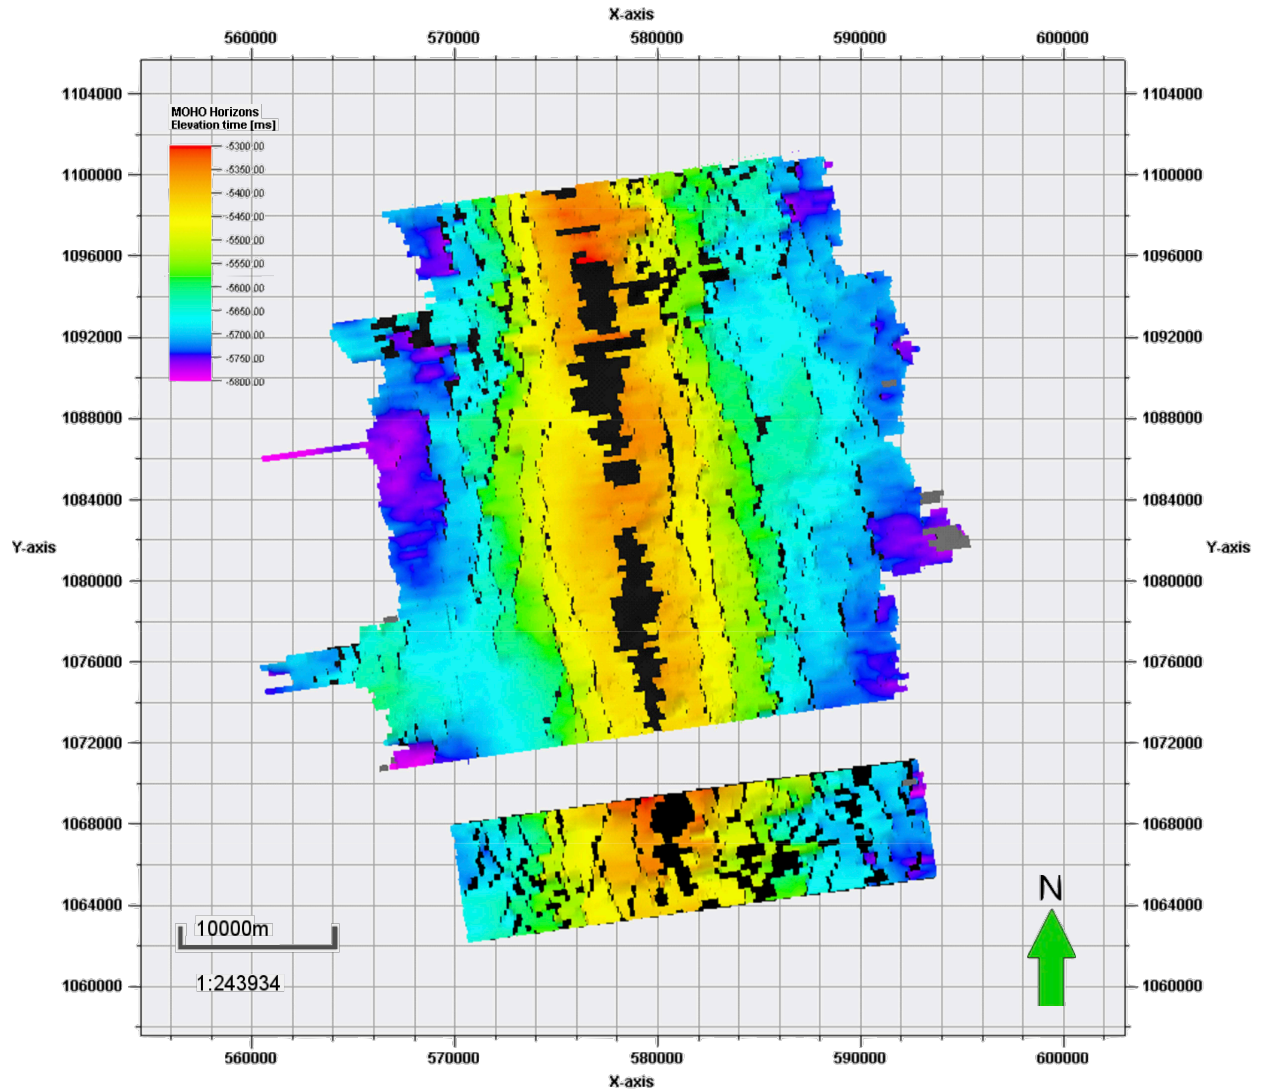 X-axis
560000 570000 580000 590000 600000
1104000 1104000
MOHO Horizons
Elevation time [ms]
-5300.00
-5350.00
1100000 1100000
-5400.00
-5450.00
-5500.00
1096000 1096000
-5550.00
-5600.00
-5650.00
1092000 1092000
-5700.00
-5750.00
-5800.00
1088000 1088000
1084000 1084000
Y-axis Y-axis
1080000 1080000
1076000 1076000
1072000 1072000
1068000 1068000
N
1064000 1064000
10000m
1:243934
1060000 1060000
560000 570000 580000 590000 600000
X-axis